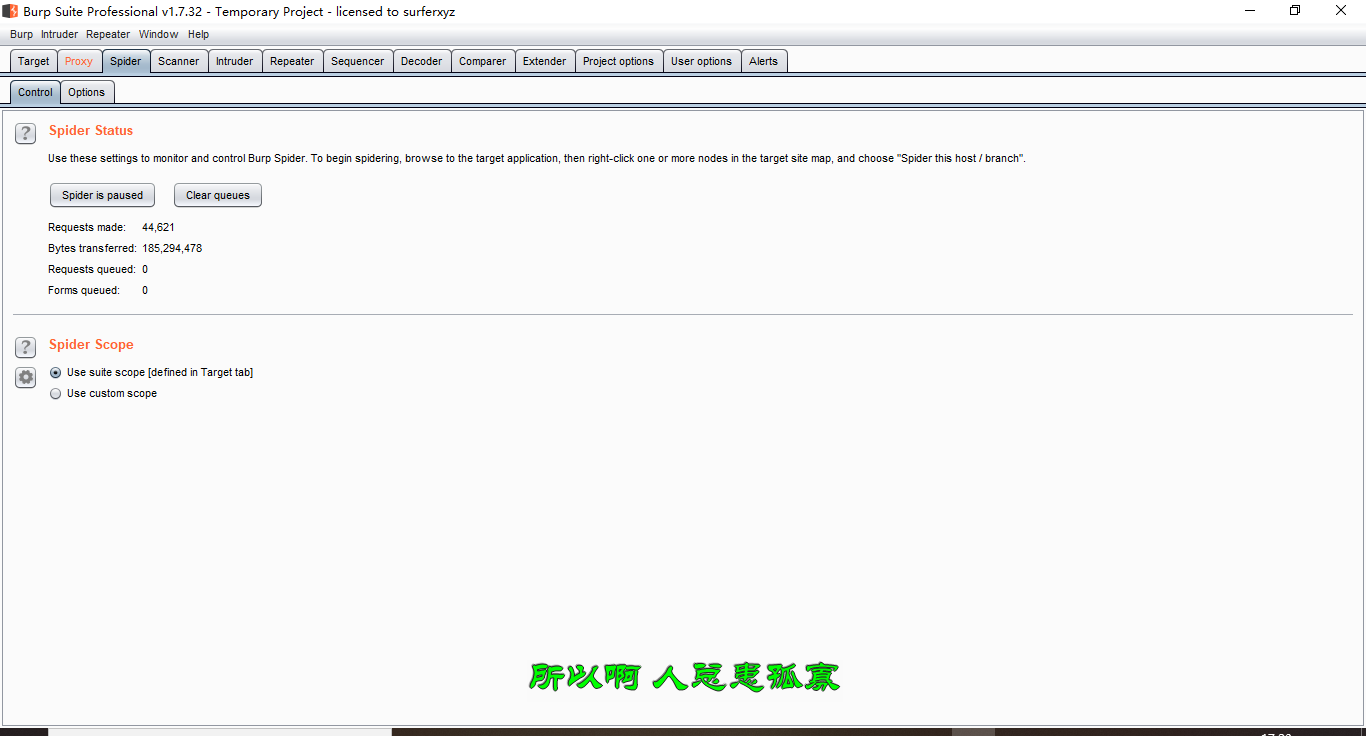 Burp Suite Professional v1.7.32 - Temporary Project - licensed to surferxyz
Burp Intruder Repeater Window Help
Target Proxy Spider Scanner Intruder Repeater Sequencer Decoder Comparer Extender Project options User options Alerts
Control Options
? Spider Status
Use these settings to monitor and control Burp Spider. To begin spidering, browse to the target application, then right-click one or more nodes in the target site map, and choose "Spider this host / branch".
Spider is paused Clear queues
Requests made: 44,621
Bytes transferred: 185,294,478
Requests queued: 0
Forms queued: 0
? Spider Scope
Use suite scope [defined in Target tab]
Use custom scope
所以啊 人忌患孤寡